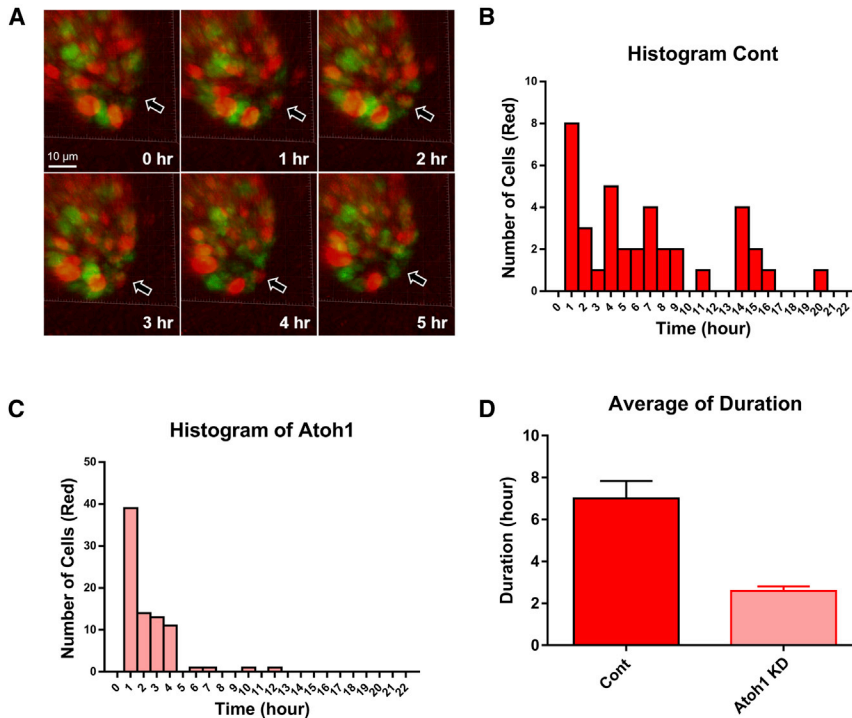 A
0 hr
1 hr
2 hr
10 µm
3 hr
4 hr
5 hr
B
Histogram Cont
Number of Cells (Red)
10
8
6
4
2
0
0 1 2 3 4 5 6 7 8 9 10 11 12 13 14 15 16 17 18 19 20 21 22
Time (hour)
C
Histogram of Atoh1
Number of Cells (Red)
50
40
30
20
10
0
0 1 2 3 4 5 6 7 8 9 10 11 12 13 14 15 16 17 18 19 20 21 22
Time (hour)
D
Average of Duration
Duration (hour)
10
8
6
4
2
0
Cont
Atoh1 KD